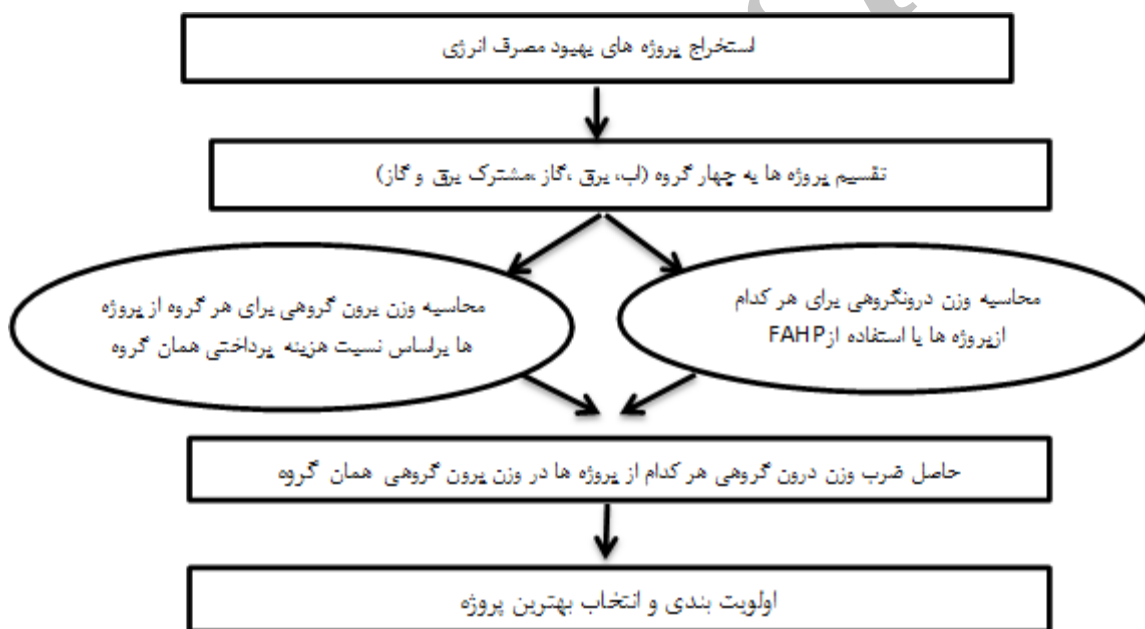 استخراج پروژه های بهبود مصرف انرژی
تقسیم پروژه ها به چهار گروه (اب، برق ،گاز ،مشترک برق و گاز)
محاسبه وزن درونگروهی برای هر کدام
ازپروژه ها با استفاده از FAHP
محاسبه وزن برون گروهی برای هر گروه از پروژه
ها براساس نسبت هزینه پرداختی همان گروه
حاصل ضرب وزن درون گروهی هر کدام از پروژه ها در وزن برون گروهی همان گروه
اولویت بندی و انتخاب بهترین پروژه